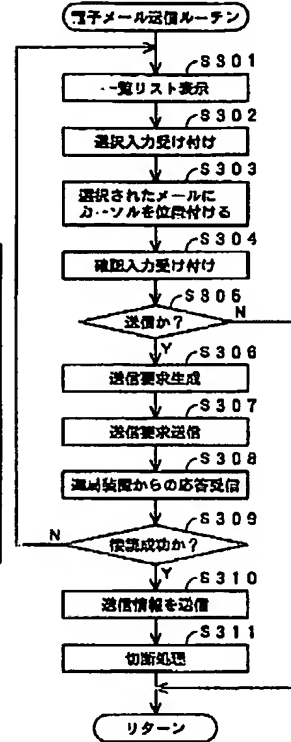 電子メール送信ルーチン
S301
一覧リスト表示
S302
選択入力受け付け
S303
選択されたメールに
カーソルを位置付ける
S304
確認入力受け付け
S305
送信か?
N
Y
S306
送信要求生成
S307
送信要求送信
S308
からの応答受信
S309
接続成功か?
N
Y
S310
送信情報を送信
S311
切断処理
リターン